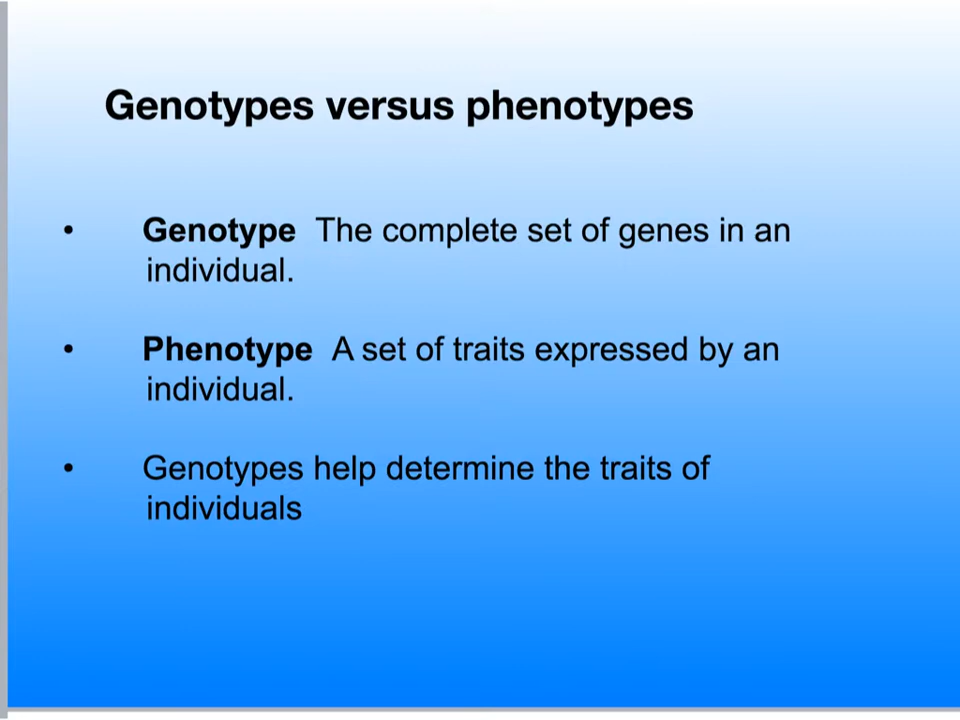 Genotypes versus phenotypes
• Genotype The complete set of genes in an
individual.
• Phenotype A set of traits expressed by an
individual.
• Genotypes help determine the traits of
individuals